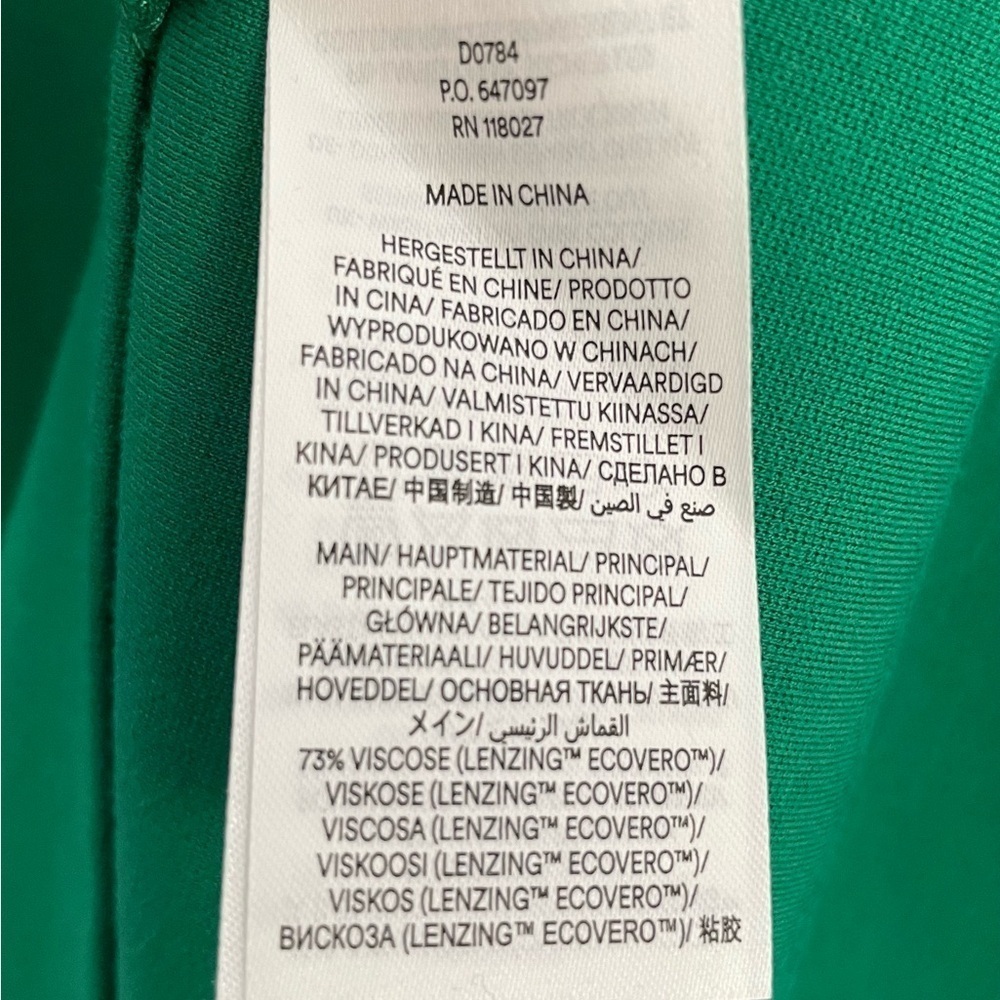 D0784
P.O. 647097
RN 118027
MADE IN CHINA
HERGESTELLT IN CHINA/
FABRIQUÉ EN CHINE/ PRODOTTO
IN CINA/ FABRICADO EN CHINA/
WYPRODUKOWANO W CHINACH/
FABRICADO NA CHINA/ VERVAARDIGD
IN CHINA/ VALMISTETTU KIINASSA/
TILLVERKAD I KINA/ FREMSTILLET I
KINA/ PRODUSERT I KINA/ СДЕЛАНО В
КИТАЕ/ 中国制造/ 中国製/ صنع في الصين
MAIN/ HAUPTMATERIAL/ PRINCIPAL/
PRINCIPALE/ TEJIDO PRINCIPAL/
GŁÓWNA/ BELANGRIJKSTE/
PÄÄMATERIAALI/ HUVUDDEL/ PRIMÆR/
HOVEDDEL/ ОСНОВНАЯ ТКАНЬ/ 主面料/
メイン/ القماش الرئيسي
73% VISCOSE (LENZING™ ECOVERO™)/
VISKOSE (LENZING™ ECOVERO™)/
VISCOSA (LENZING™ ECOVERO™)/
VISKOOSI (LENZING™ ECOVERO™)/
VISKOS (LENZING™ ECOVERO™)/
ВИСКОЗА (LENZING™ ECOVERO™)/ 粘胶